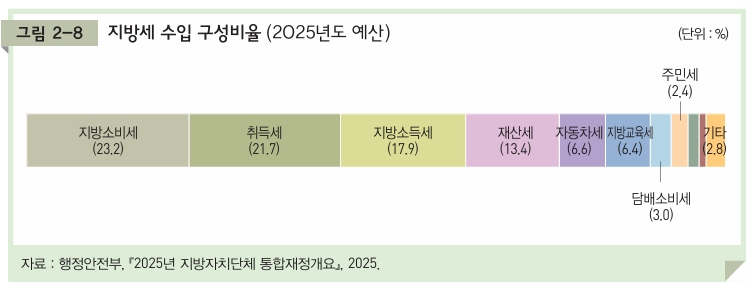 그림 2-8 지방세 수입 구성비율 (2025년도 예산)
(단위 : %)
주민세
(2.4)
지방소비세
(23.2)
취득세
(21.7)
지방소득세
(17.9)
재산세
(13.4)
자동차세
(6.6)
지방교육세
(6.4)
기타
(2.8)
담배소비세
(3.0)
자료 : 행정안전부, 『2025년 지방자치단체 통합재정개요』, 2025.